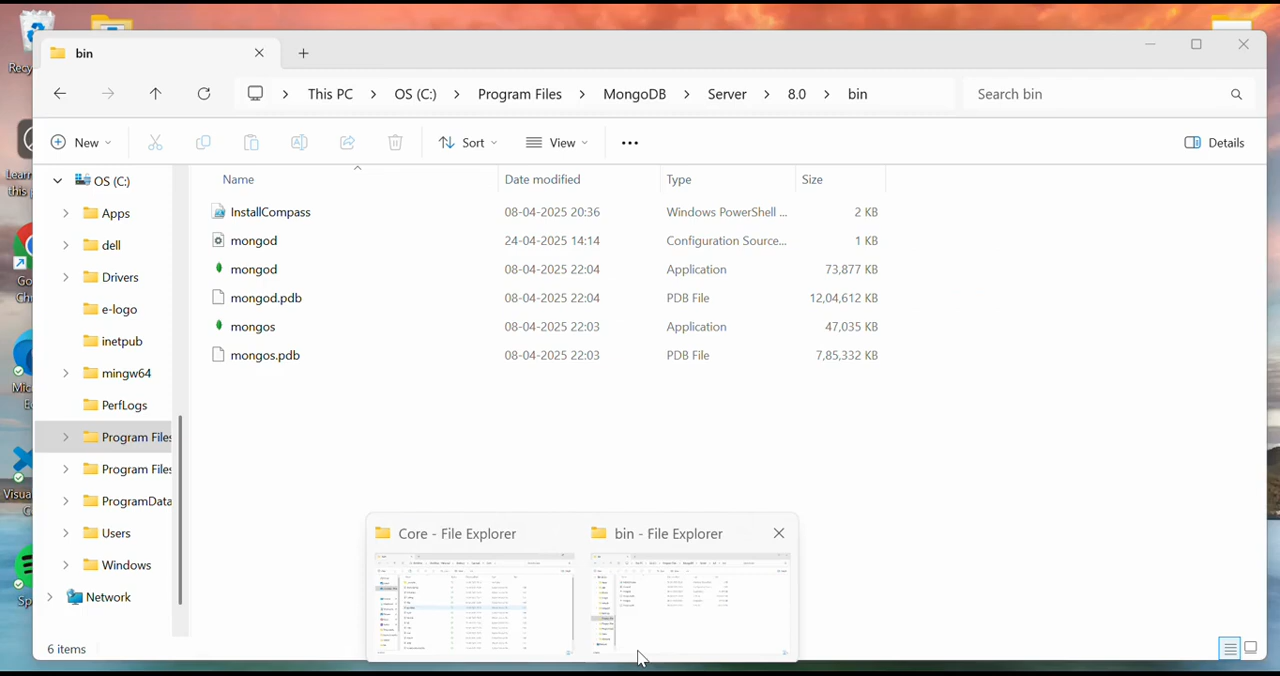 bin
This PC
OS (C:)
Program Files
MongoDB
Server
8.0
bin
Search bin
New
Sort
View
Details
OS (C:)
Apps
dell
Drivers
e-logo
inetpub
mingw64
PerfLogs
Program Files
Program Files
ProgramData
Users
Windows
Network
Name Date modified Type Size
InstallCompass 08-04-2025 20:36 Windows PowerShell ... 2 KB
mongod 24-04-2025 14:14 Configuration Source... 1 KB
mongod 08-04-2025 22:04 Application 73,877 KB
mongod.pdb 08-04-2025 22:04 PDB File 12,04,612 KB
mongos 08-04-2025 22:03 Application 47,035 KB
mongos.pdb 08-04-2025 22:03 PDB File 7,85,332 KB
Core - File Explorer
bin - File Explorer
6 items